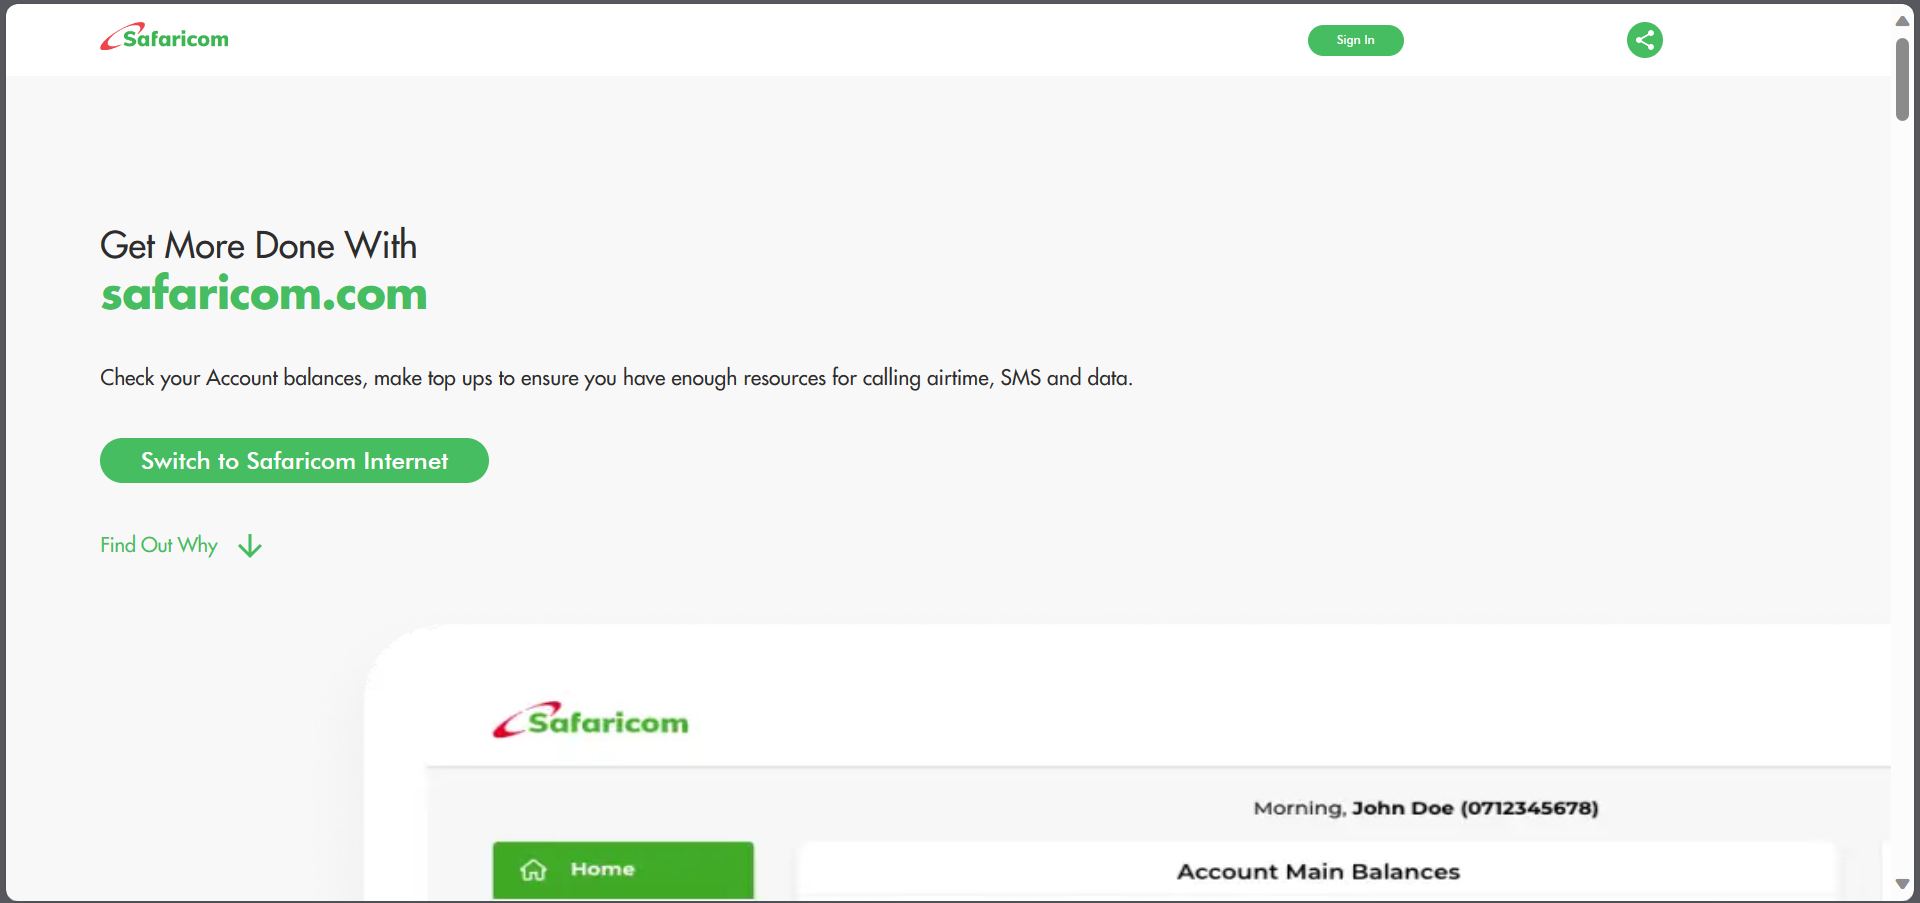 Safaricom
Sign In
Get More Done With
safaricom.com
Check your Account balances, make top ups to ensure you have enough resources for calling airtime, SMS and data.
Switch to Safaricom Internet
Find Out Why
Safaricom
Morning, John Doe (0712345678)
Home
Account Main Balances